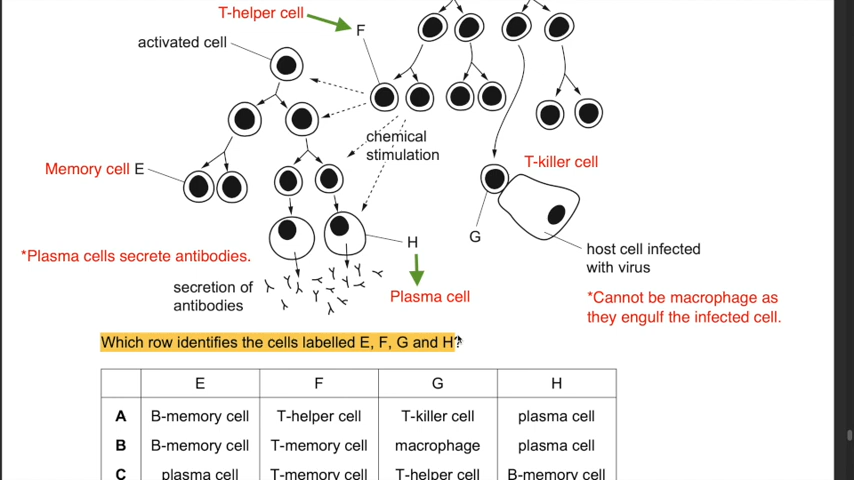 T-helper cell
F
activated cell
chemical
stimulation
T-killer cell
Memory cell E
G
H
host cell infected
with virus
*Plasma cells secrete antibodies.
secretion of
antibodies
Plasma cell
*Cannot be macrophage as
they engulf the infected cell.
Which row identifies the cells labelled E, F, G and H?
E F G H
A B-memory cell T-helper cell T-killer cell plasma cell
B B-memory cell T-memory cell macrophage plasma cell
C plasma cell T-memory cell T-helper cell B-memory cell